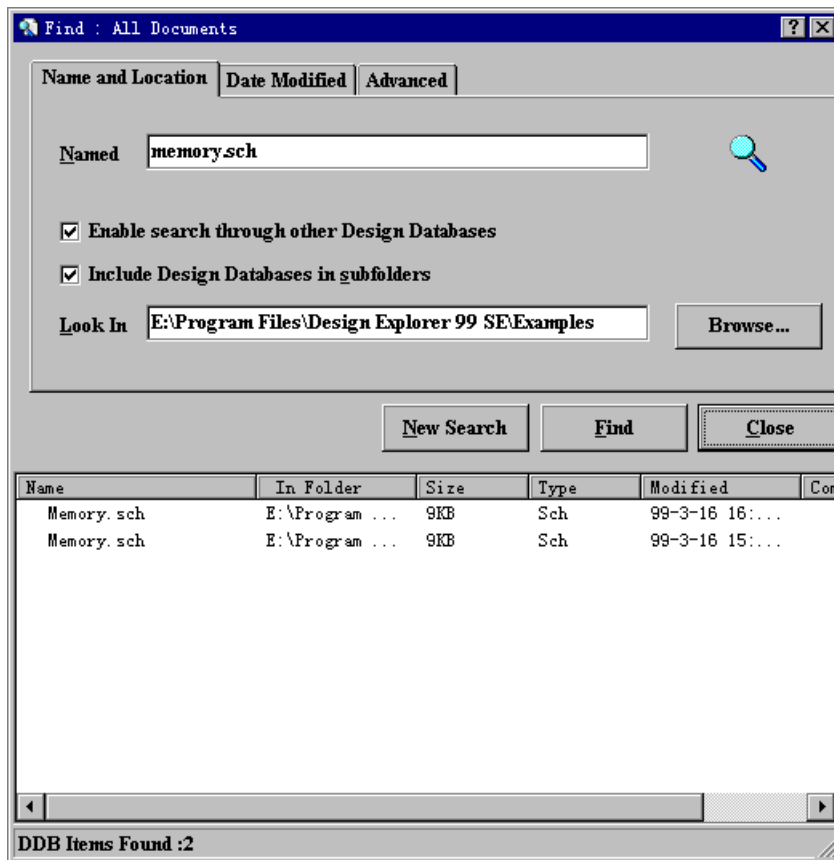 Find : All Documents
Name and Location Date Modified Advanced
Named memory.sch
Enable search through other Design Databases
Include Design Databases in subfolders
Look In E:\Program Files\Design Explorer 99 SE\Examples Browse...
New Search Find Close
Name In Folder Size Type Modified
Memory.sch E:\Program ... 9KB Sch 99-3-16 16:...
Memory.sch E:\Program ... 9KB Sch 99-3-16 15:...
DDB Items Found :2